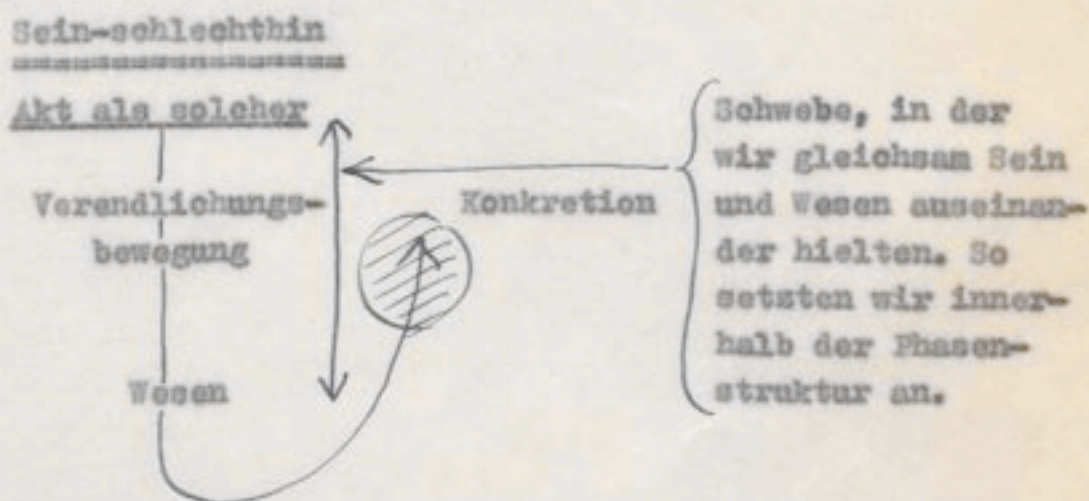 Sein-schlechthin
Akt als solcher
Verendlichungs-
bewegung
Wesen
Konkretion
Schwebe, in der
wir gleichsam Sein
und Wesen auseinan-
der hielten. So
setzten wir inner-
halb der Phasen-
struktur an.